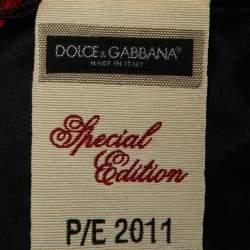 DOLCE & GABBANA
MADE IN ITALY
Special
Edition
P/E 2011